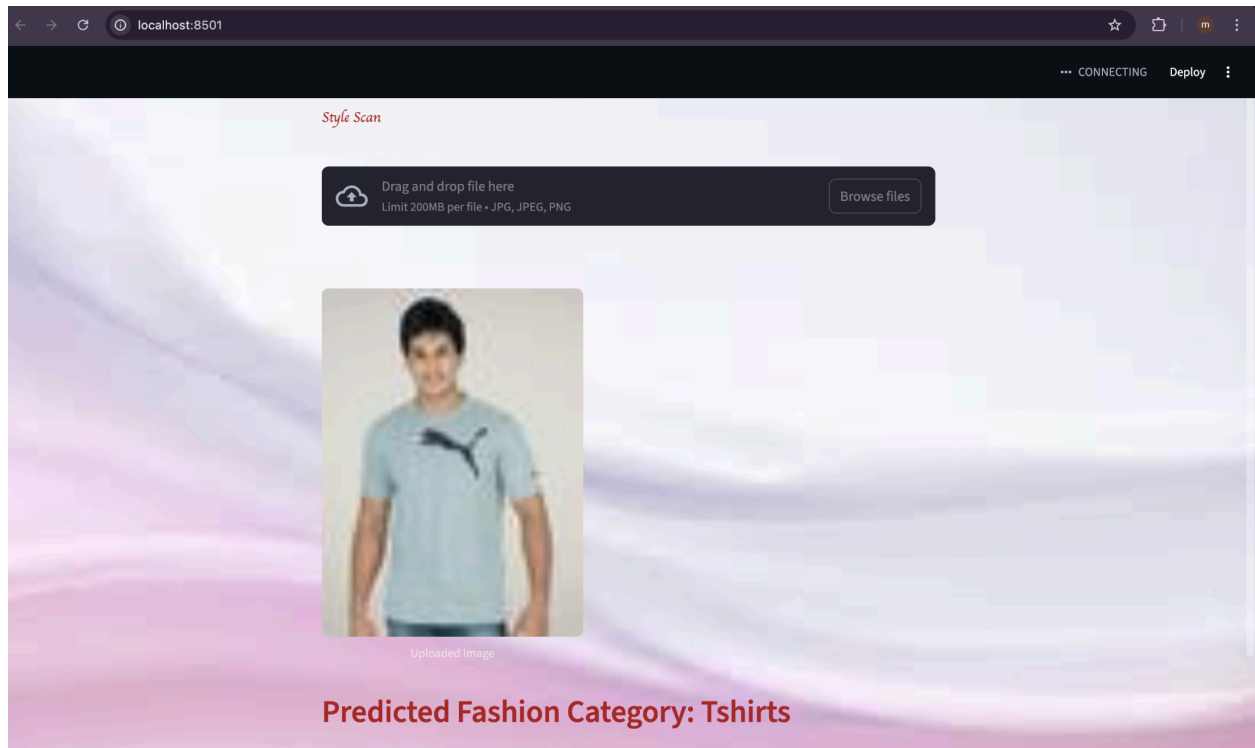 localhost:8501
CONNECTING Deploy
Style Scan
Drag and drop file here
Limit 200MB per file • JPG, JPEG, PNG
Browse files
Uploaded Image
Predicted Fashion Category: Tshirts